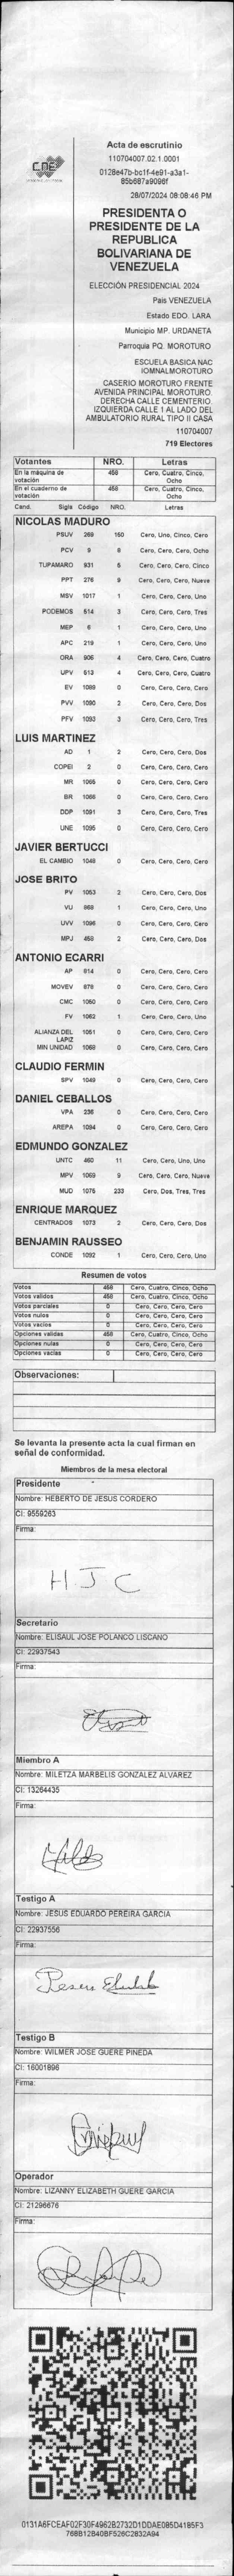 CNE
Acta de escrutinio
110704007.02.1.0001
0128e47b-bc1f-4e91-a3a1-
85b687a9096f
28/07/2024 08:08:46 PM
PRESIDENTA O
PRESIDENTE DE LA
REPUBLICA
BOLIVARIANA DE
VENEZUELA
ELECCIÓN PRESIDENCIAL 2024
Pais VENEZUELA
Estado EDO. LARA
Municipio MP. URDANETA
Parroquia PQ. MOROTURO
ESCUELA BASICA NAC
IOMNALMOROTURO
CASERIO MOROTURO FRENTE
AVENIDA PRINCIPAL MOROTURO.
DERECHA CALLE CEMENTERIO.
IZQUIERDA CALLE 1 AL LADO DEL
AMBULATORIO RURAL TIPO II CASA
110704007
719 Electores
Votantes NRO. Letras
En la maquina de votación 458 Cero, Cuatro, Cinco, Ocho
En el cuaderno de votación 458 Cero, Cuatro, Cinco, Ocho
Cand. Sigla Código NRO. Letras
NICOLAS MADURO
PSUV 269 150 Cero, Uno, Cinco, Cero
PCV 9 8 Cero, Cero, Cero, Ocho
TUPAMARO 931 5 Cero, Cero, Cero, Cinco
PPT 276 9 Cero, Cero, Cero, Nueve
MSV 1017 1 Cero, Cero, Cero, Uno
PODEMOS 514 3 Cero, Cero, Cero, Tres
MEP 6 1 Cero, Cero, Cero, Uno
APC 219 1 Cero, Cero, Cero, Uno
ORA 906 4 Cero, Cero, Cero, Cuatro
UPV 513 4 Cero, Cero, Cero, Cuatro
EV 1089 0 Cero, Cero, Cero, Cero
PVV 1090 2 Cero, Cero, Cero, Dos
PFV 1093 3 Cero, Cero, Cero, Tres
LUIS MARTINEZ
AD 1 2 Cero, Cero, Cero, Dos
COPEI 2 0 Cero, Cero, Cero, Cero
MR 1065 0 Cero, Cero, Cero, Cero
BR 1066 0 Cero, Cero, Cero, Cero
DDP 1091 3 Cero, Cero, Cero, Tres
UNE 1095 0 Cero, Cero, Cero, Cero
JAVIER BERTUCCI
EL CAMBIO 1048 0 Cero, Cero, Cero, Cero
JOSE BRITO
PV 1053 2 Cero, Cero, Cero, Dos
VU 868 1 Cero, Cero, Cero, Uno
UVV 1096 0 Cero, Cero, Cero, Cero
MPJ 458 2 Cero, Cero, Cero, Dos
ANTONIO ECARRI
AP 814 0 Cero, Cero, Cero, Cero
MOVEV 878 0 Cero, Cero, Cero, Cero
CMC 1050 0 Cero, Cero, Cero, Cero
FV 1062 1 Cero, Cero, Cero, Uno
ALIANZA DEL LAPIZ 1051 0 Cero, Cero, Cero, Cero
MIN UNIDAD 1068 0 Cero, Cero, Cero, Cero
CLAUDIO FERMIN
SPV 1049 0 Cero, Cero, Cero, Cero
DANIEL CEBALLOS
VPA 236 0 Cero, Cero, Cero, Cero
AREPA 1094 0 Cero, Cero, Cero, Cero
EDMUNDO GONZALEZ
UNTC 460 11 Cero, Cero, Uno, Uno
MPV 1069 9 Cero, Cero, Cero, Nueve
MUD 1075 233 Cero, Dos, Tres, Tres
ENRIQUE MARQUEZ
CENTRADOS 1073 2 Cero, Cero, Cero, Dos
BENJAMIN RAUSSEO
CONDE 1092 1 Cero, Cero, Cero, Uno
Resumen de votos
Votos 458 Cero, Cuatro, Cinco, Ocho
Votos validos 458 Cero, Cuatro, Cinco, Ocho
Votos parciales 0 Cero, Cero, Cero, Cero
Votos nulos 0 Cero, Cero, Cero, Cero
Votos vacios 0 Cero, Cero, Cero, Cero
Opciones validas 458 Cero, Cuatro, Cinco, Ocho
Opciones nulas 0 Cero, Cero, Cero, Cero
Opciones vacias 0 Cero, Cero, Cero, Cero
Observaciones:
Se levanta la presente acta la cual firman en
señal de conformidad.
Miembros de la mesa electoral
Presidente
Nombre: HEBERTO DE JESUS CORDERO
CI: 9559263
Firma:
HJC
Secretario
Nombre: ELISAUL JOSE POLANCO LISCANO
CI: 22937543
Firma:
Miembro A
Nombre: MILETZA MARBELIS GONZALEZ ALVAREZ
CI: 13264435
Firma:
Testigo A
Nombre: JESUS EDUARDO PEREIRA GARCIA
CI: 22937556
Firma:
Testigo B
Nombre: WILMER JOSE GUERE PINEDA
CI: 16001896
Firma:
Operador
Nombre: LIZANNY ELIZABETH GUERE GARCIA
CI: 21296676
Firma:
0131A6FCEAF02F30F4962B2732D1DDAE085D4185F3
768B12B40BF526C2832A94